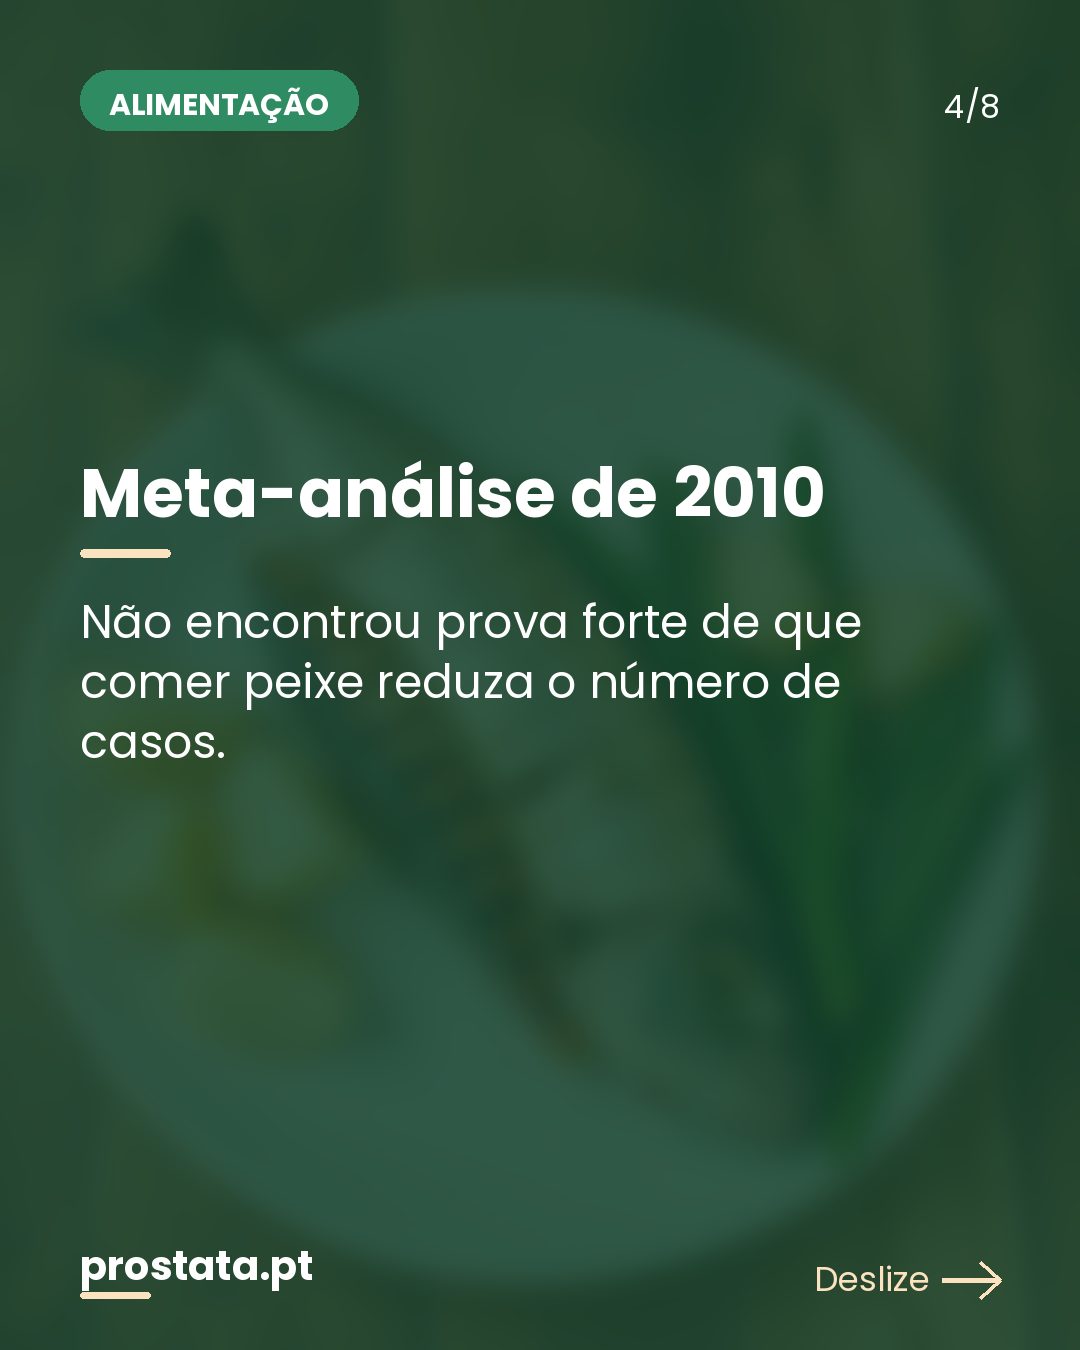 ALIMENTAÇÃO
4/8
Meta-análise de 2010
Não encontrou prova forte de que
comer peixe reduza o número de
casos.
prostata.pt
Deslize